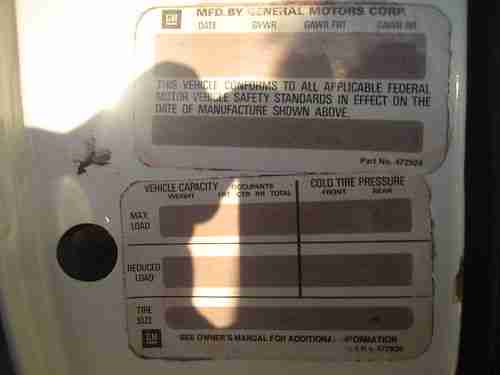 GM MFD. BY GENERAL MOTORS CORP.
DATE GVWR GAWR FRT GAWR RR
THIS VEHICLE CONFORMS TO ALL APPLICABLE FEDERAL
MOTOR VEHICLE SAFETY STANDARDS IN EFFECT ON THE
DATE OF MANUFACTURE SHOWN ABOVE.
Part No.
VEHICLE CAPACITY OCCUPANTS COLD TIRE PRESSURE
WEIGHT FRT CTR RR TOTAL FRONT REAR
MAX.
LOAD
REDUCED
LOAD
TIRE
SIZE
GM SEE OWNER'S MANUAL FOR ADDITIONAL INFORMATION